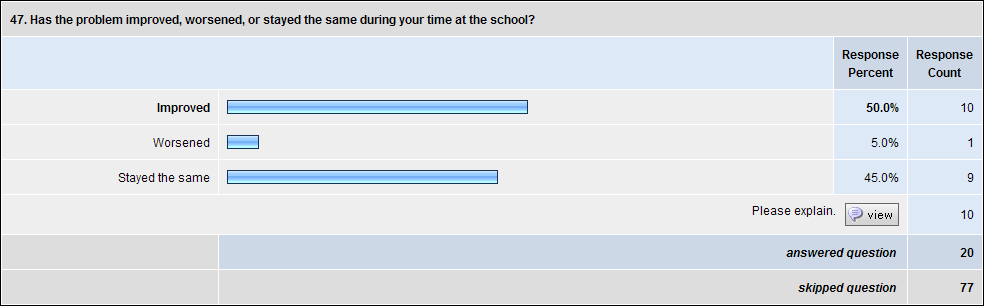 47. Has the problem improved, worsened, or stayed the same during your time at the school?
Response Percent Response Count
Improved 50.0% 10
Worsened 5.0% 1
Stayed the same 45.0% 9
Please explain. view 10
answered question 20
skipped question 77